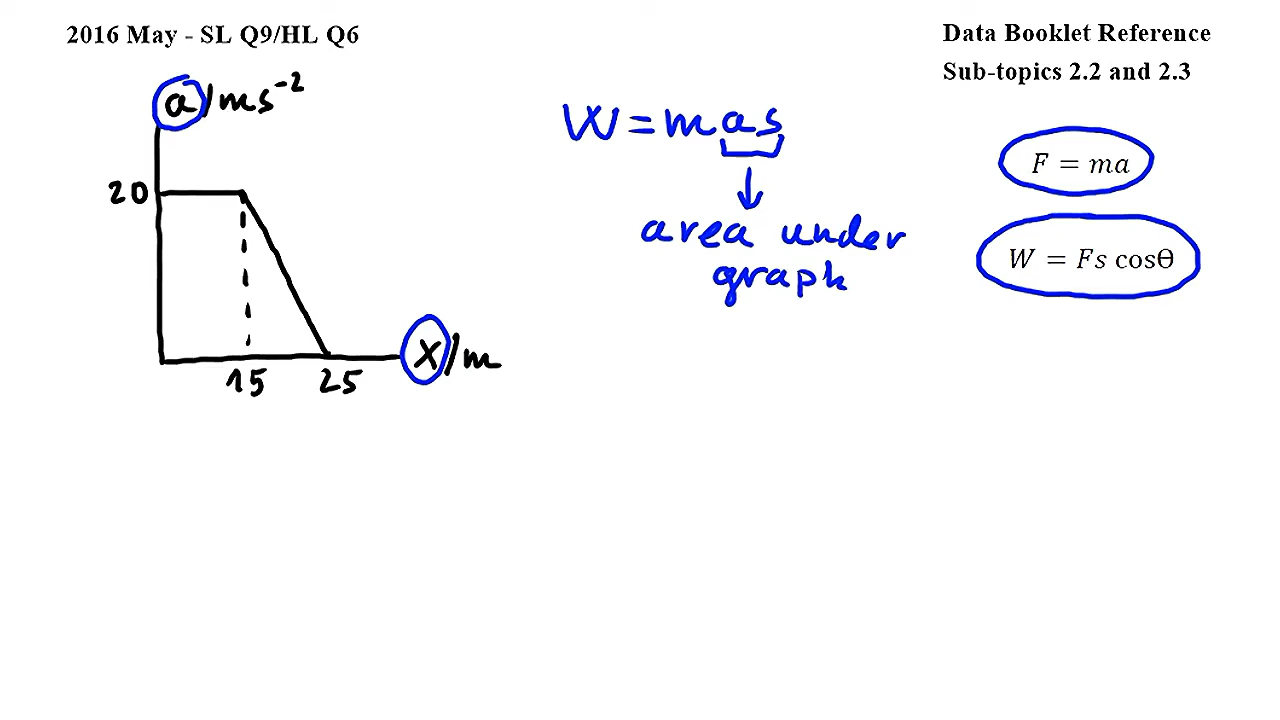 2016 May - SL Q9/HL Q6
Data Booklet Reference
Sub-topics 2.2 and 2.3
a/ms⁻²
W = mas
F = ma
20
area under
graph
W = Fs cosθ
x/m
15 25